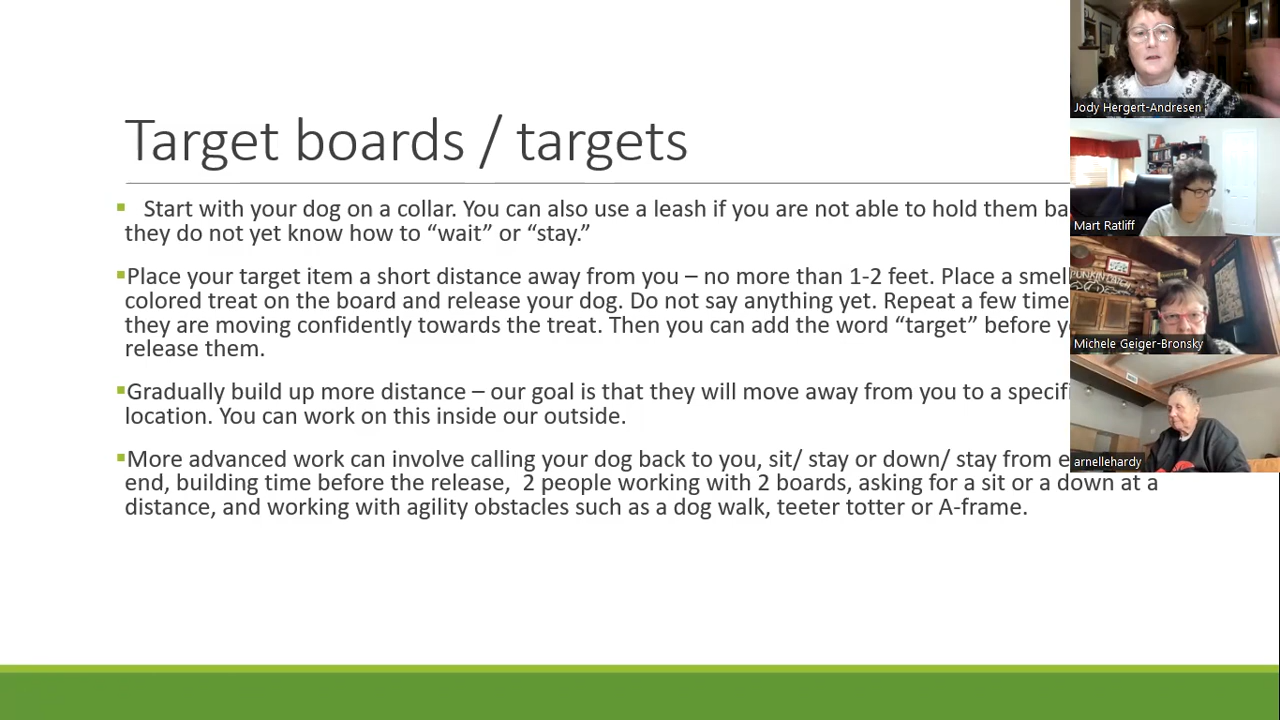 Target boards / targets
Start with your dog on a collar. You can also use a leash if you are not able to hold them
they do not yet know how to “wait” or “stay.”
Place your target item a short distance away from you – no more than 1-2 feet. Place a
colored treat on the board and release your dog. Do not say anything yet. Repeat a few
they are moving confidently towards the treat. Then you can add the word “target” before
release them.
Gradually build up more distance – our goal is that they will move away from you to a
location. You can work on this inside our outside.
More advanced work can involve calling your dog back to you, sit/ stay or down/ stay from
end, building time before the release, 2 people working with 2 boards, asking for a sit or a down at a
distance, and working with agility obstacles such as a dog walk, teeter totter or A-frame.
Jody Hergert-Andresen
Mart Ratliff
Michele Geiger-Bronsky
arnellehardy